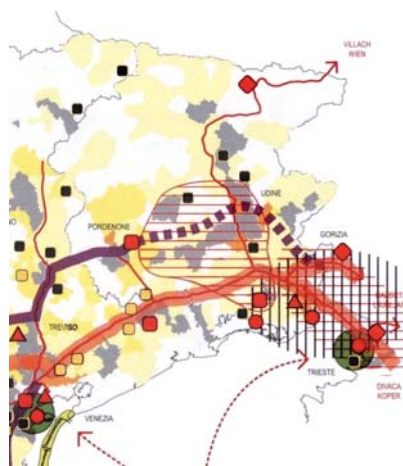 VILLACH
WIEN
UDINE
PORDENONE
GORIZIA
TREVISO
TRIESTE
DIVACA
KOPER
VENEZIA